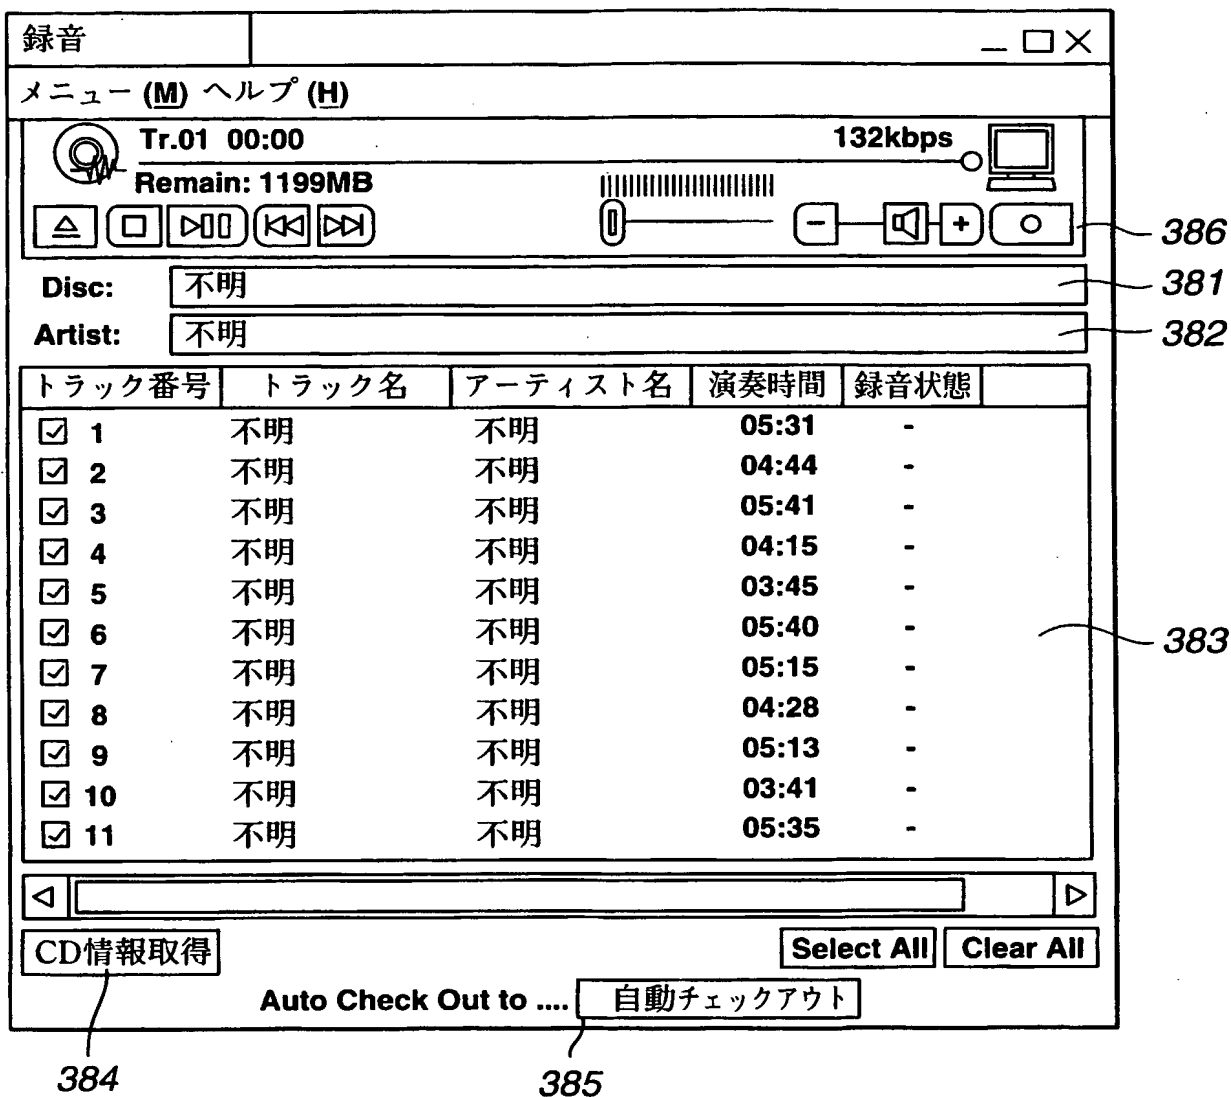 録音
メニュー (M) ヘルプ (H)
Tr.01 00:00 132kbps
Remain: 1199MB
386
Disc: 不明 381
Artist: 不明 382
トラック番号 トラック名 アーティスト名 演奏時間 録音状態
1 不明 不明 05:31 -
2 不明 不明 04:44 -
3 不明 不明 05:41 -
4 不明 不明 04:15 -
5 不明 不明 03:45 -
6 不明 不明 05:40 -
383
7 不明 不明 05:15 -
8 不明 不明 04:28 -
9 不明 不明 05:13 -
10 不明 不明 03:41 -
11 不明 不明 05:35 -
CD情報取得 Select All Clear All
Auto Check Out to .... 自動チェックアウト
384 385